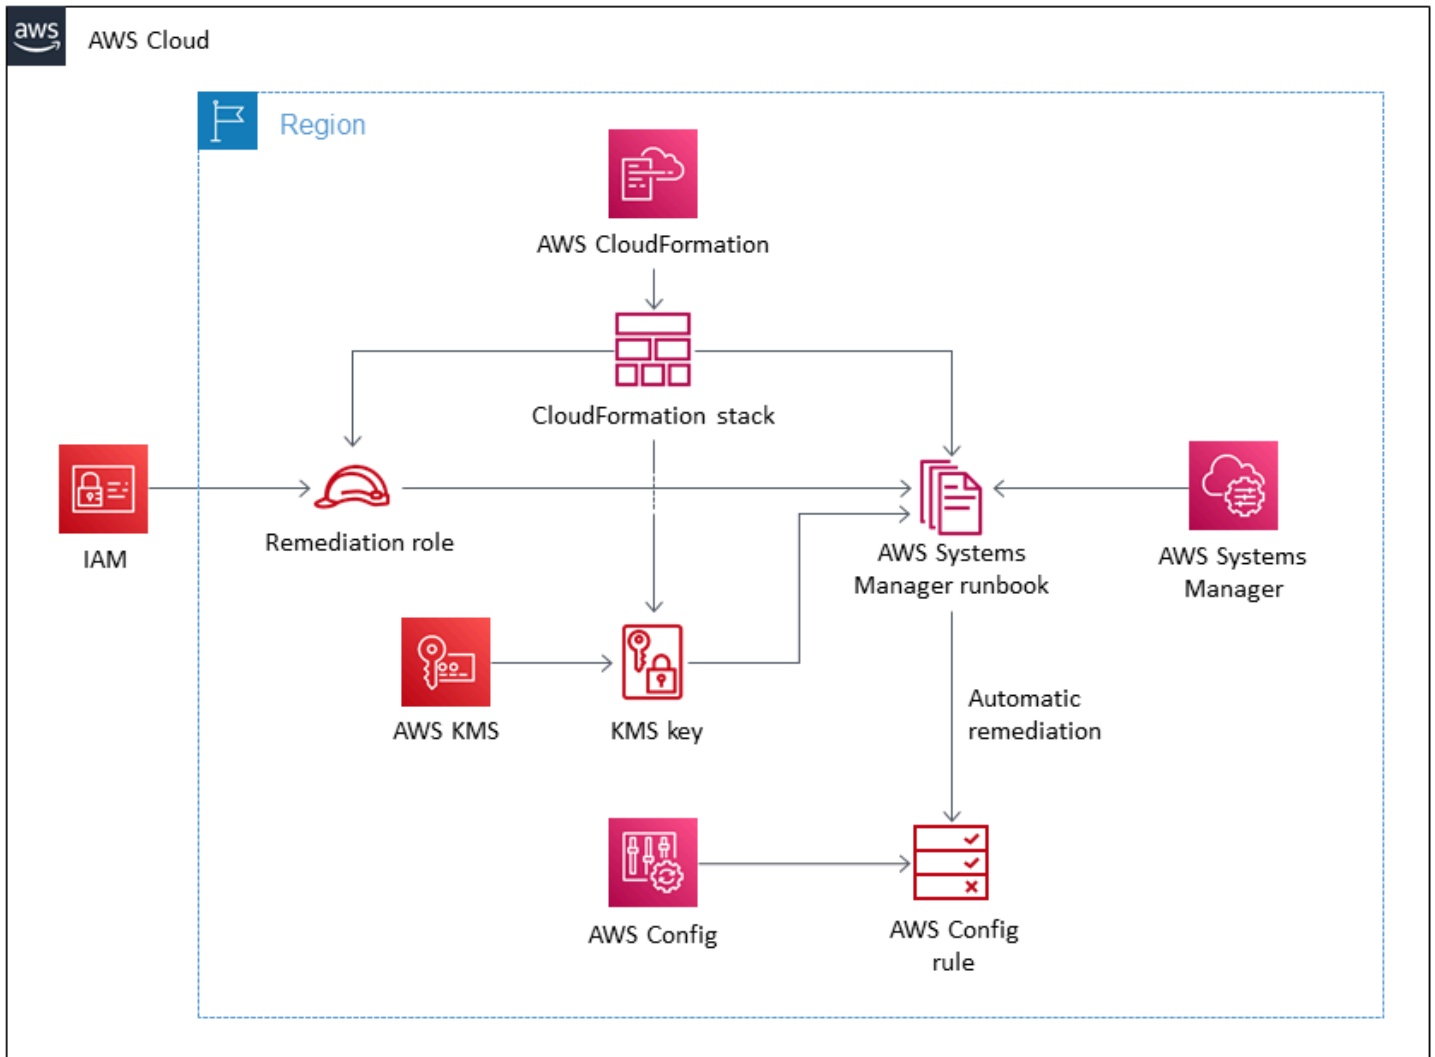 aws
AWS Cloud
Region
AWS CloudFormation
CloudFormation stack
IAM
Remediation role
AWS Systems
Manager runbook
AWS Systems
Manager
AWS KMS
KMS key
Automatic
remediation
AWS Config
AWS Config
rule